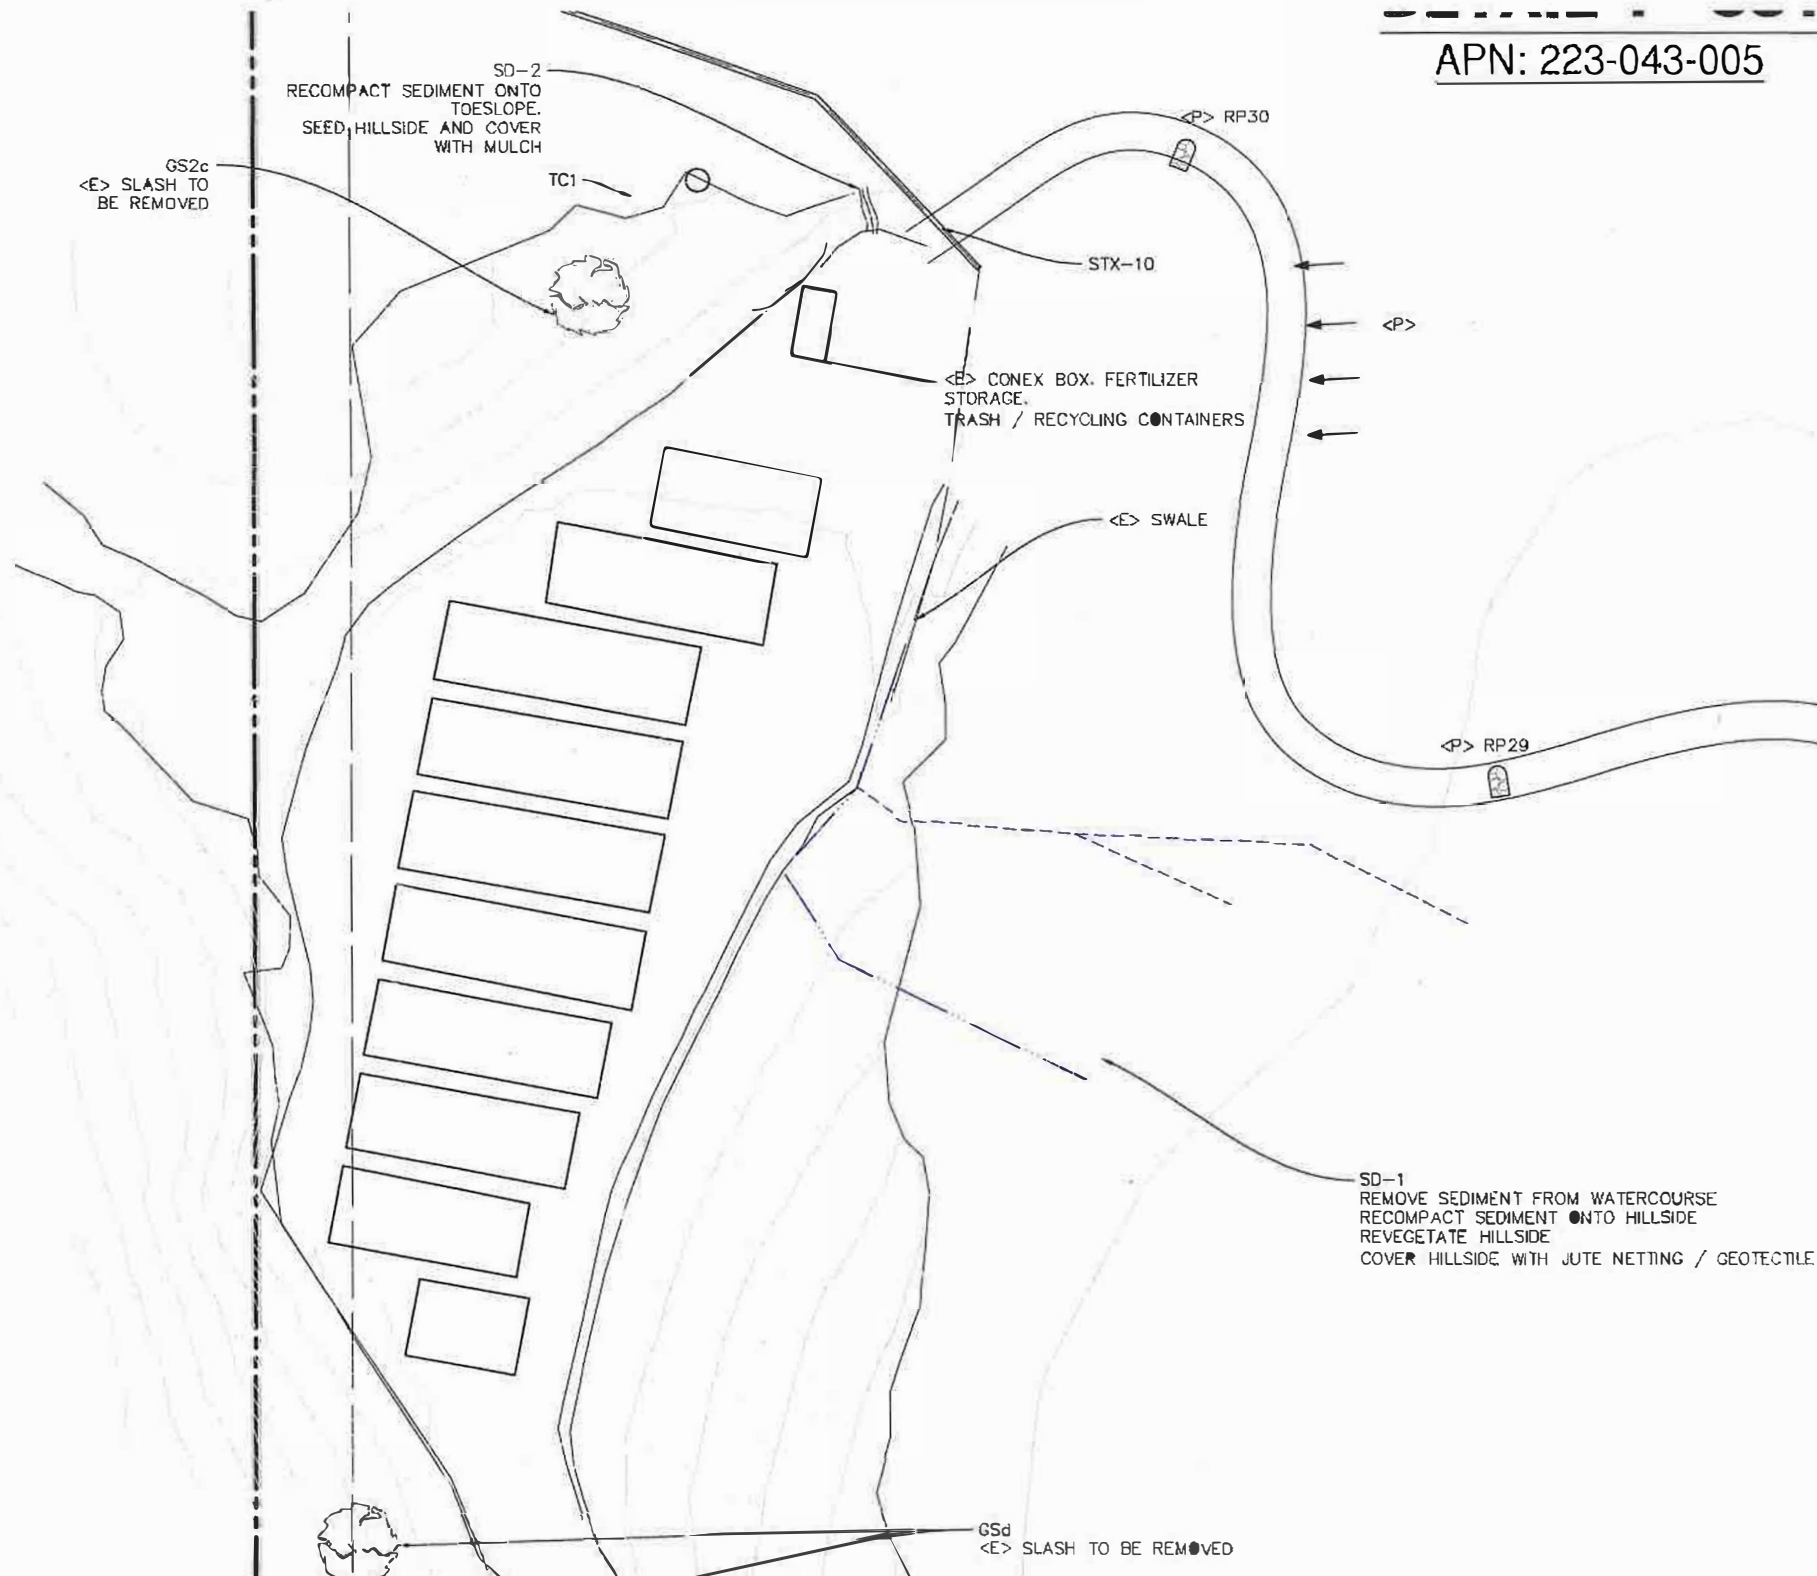 APN: 223-043-005
SD-2
RECOMPACT SEDIMENT ONTO
TOESLOPE.
SEED HILLSIDE AND COVER
WITH MULCH
<P> RP30
GS2c
<E> SLASH TO
BE REMOVED
TC1
STX-10
<P>
<E> CONEX BOX. FERTILIZER
STORAGE.
TRASH / RECYCLING CONTAINERS
<E> SWALE
<P> RP29
SD-1
REMOVE SEDIMENT FROM WATERCOURSE
RECOMPACT SEDIMENT ONTO HILLSIDE
REVEGETATE HILLSIDE
COVER HILLSIDE WITH JUTE NETTING / GEOTECTILE
GSd
<E> SLASH TO BE REMOVED